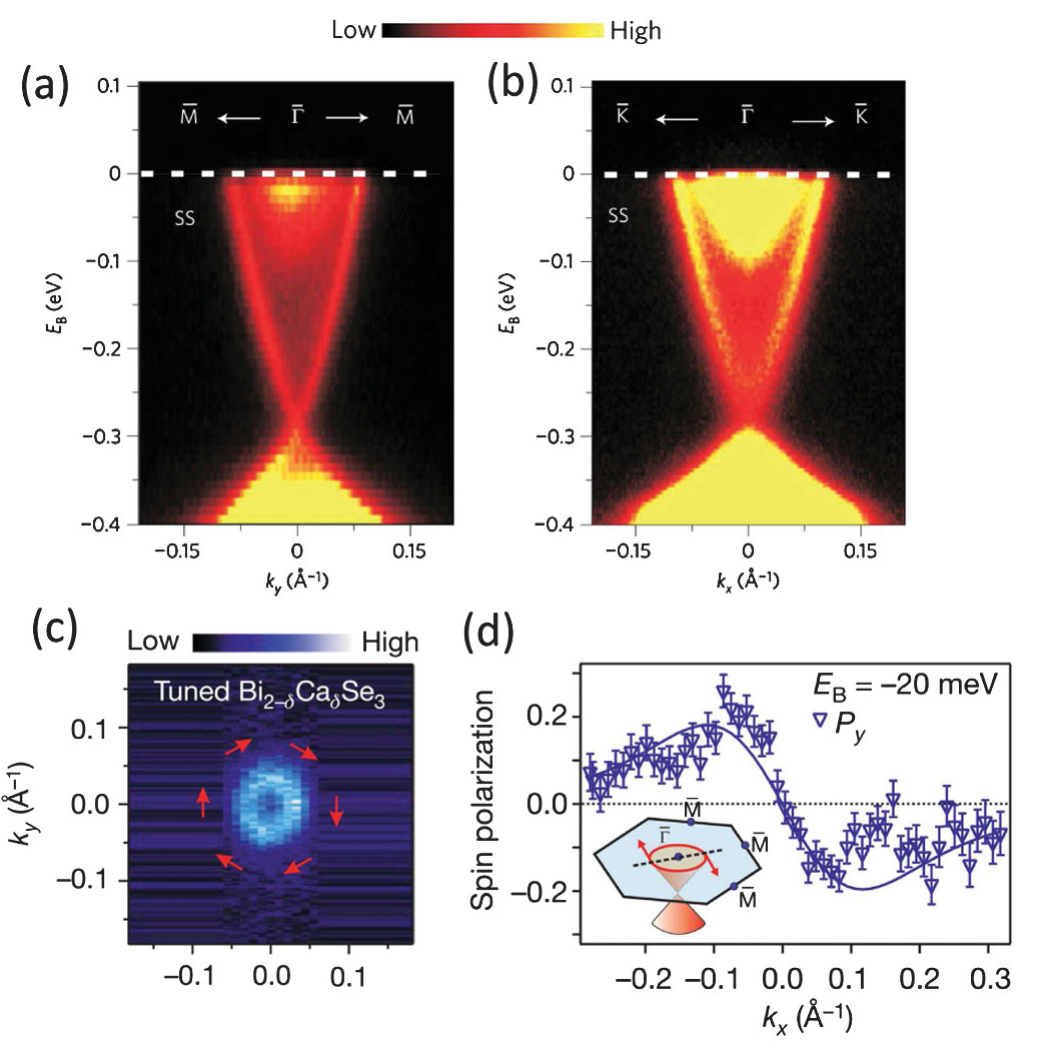 Low High
(a)
M̅ ← Γ̅ → M̅
SS
0.1
0
−0.1
−0.2
−0.3
−0.4
E_B (eV)
−0.15 0 0.15
k_y (Å⁻¹)
(b)
K̅ ← Γ̅ → K̅
SS
0.1
0
−0.1
−0.2
−0.3
−0.4
E_B (eV)
−0.15 0 0.15
k_x (Å⁻¹)
(c)
Low High
Tuned Bi₂₋δCaδSe₃
0.1
0.0
−0.1
k_y (Å⁻¹)
−0.1 0.0 0.1
(d)
E_B = −20 meV
▽ P_y
0.2
0.0
−0.2
Spin polarization
M̅
Γ̅
M̅
M̅
−0.2 −0.1 0.0 0.1 0.2 0.3
k_x (Å⁻¹)